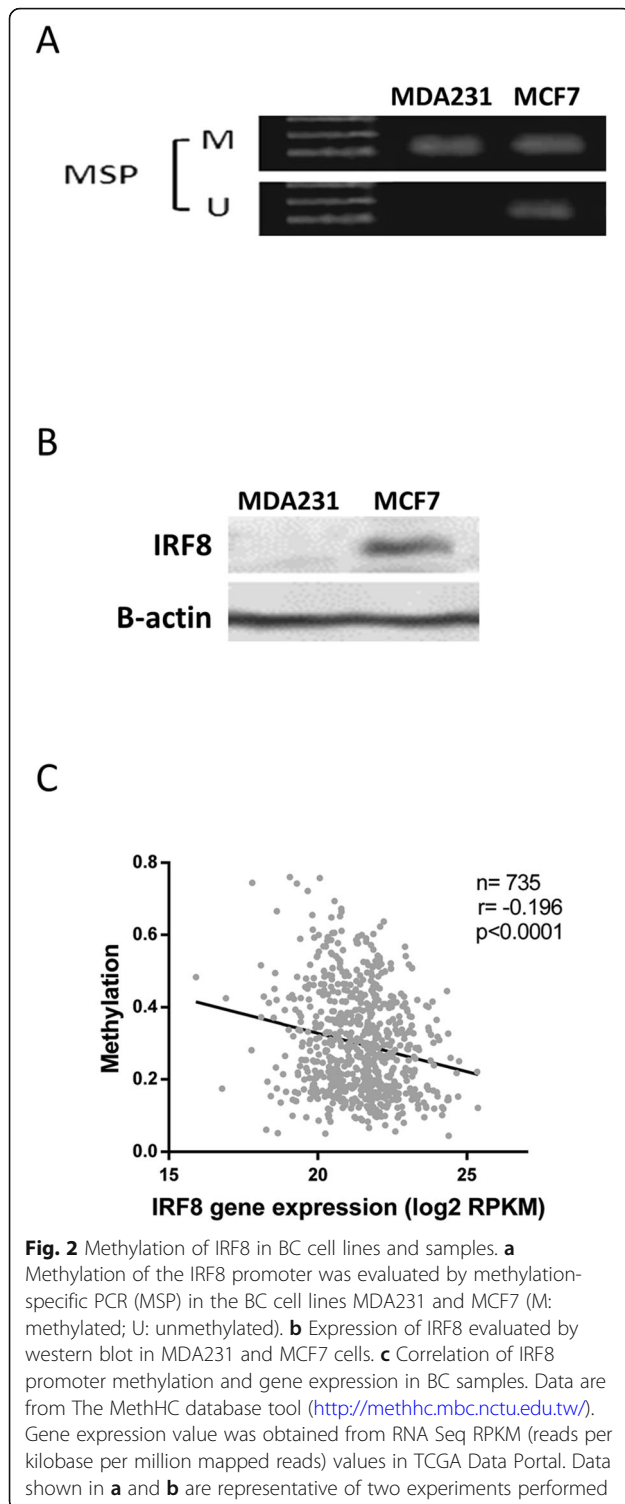 A
MDA231 MCF7
M
MSP
U
B
MDA231 MCF7
IRF8
B-actin
C
0.8
n= 735
r= -0.196
p<0.0001
0.6
Methylation
0.4
0.2
0.0
15 20 25
IRF8 gene expression (log2 RPKM)
Fig. 2 Methylation of IRF8 in BC cell lines and samples. a
Methylation of the IRF8 promoter was evaluated by methylation-
specific PCR (MSP) in the BC cell lines MDA231 and MCF7 (M:
methylated; U: unmethylated). b Expression of IRF8 evaluated by
western blot in MDA231 and MCF7 cells. c Correlation of IRF8
promoter methylation and gene expression in BC samples. Data are
from The MethHC database tool (http://methhc.mbc.nctu.edu.tw/).
Gene expression value was obtained from RNA Seq RPKM (reads per
kilobase per million mapped reads) values in TCGA Data Portal. Data
shown in a and b are representative of two experiments performed